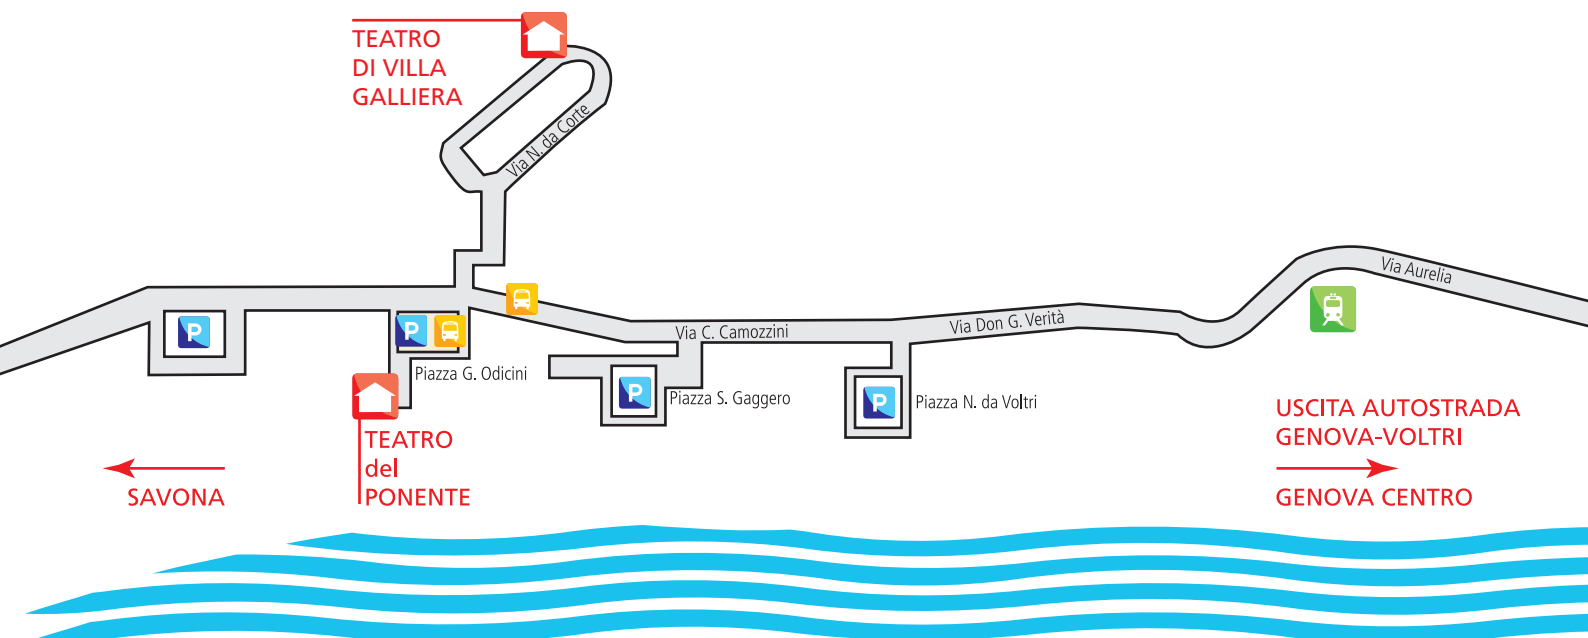 TEATRO
DI VILLA
GALLIERA
Via N. da Corte
Via Aurelia
P
P
Via C. Camozzini
Via Don G. Verità
Piazza G. Odicini
P
Piazza S. Gaggero
P
Piazza N. da Voltri
TEATRO
del
PONENTE
SAVONA
USCITA AUTOSTRADA
GENOVA-VOLTRI
GENOVA CENTRO